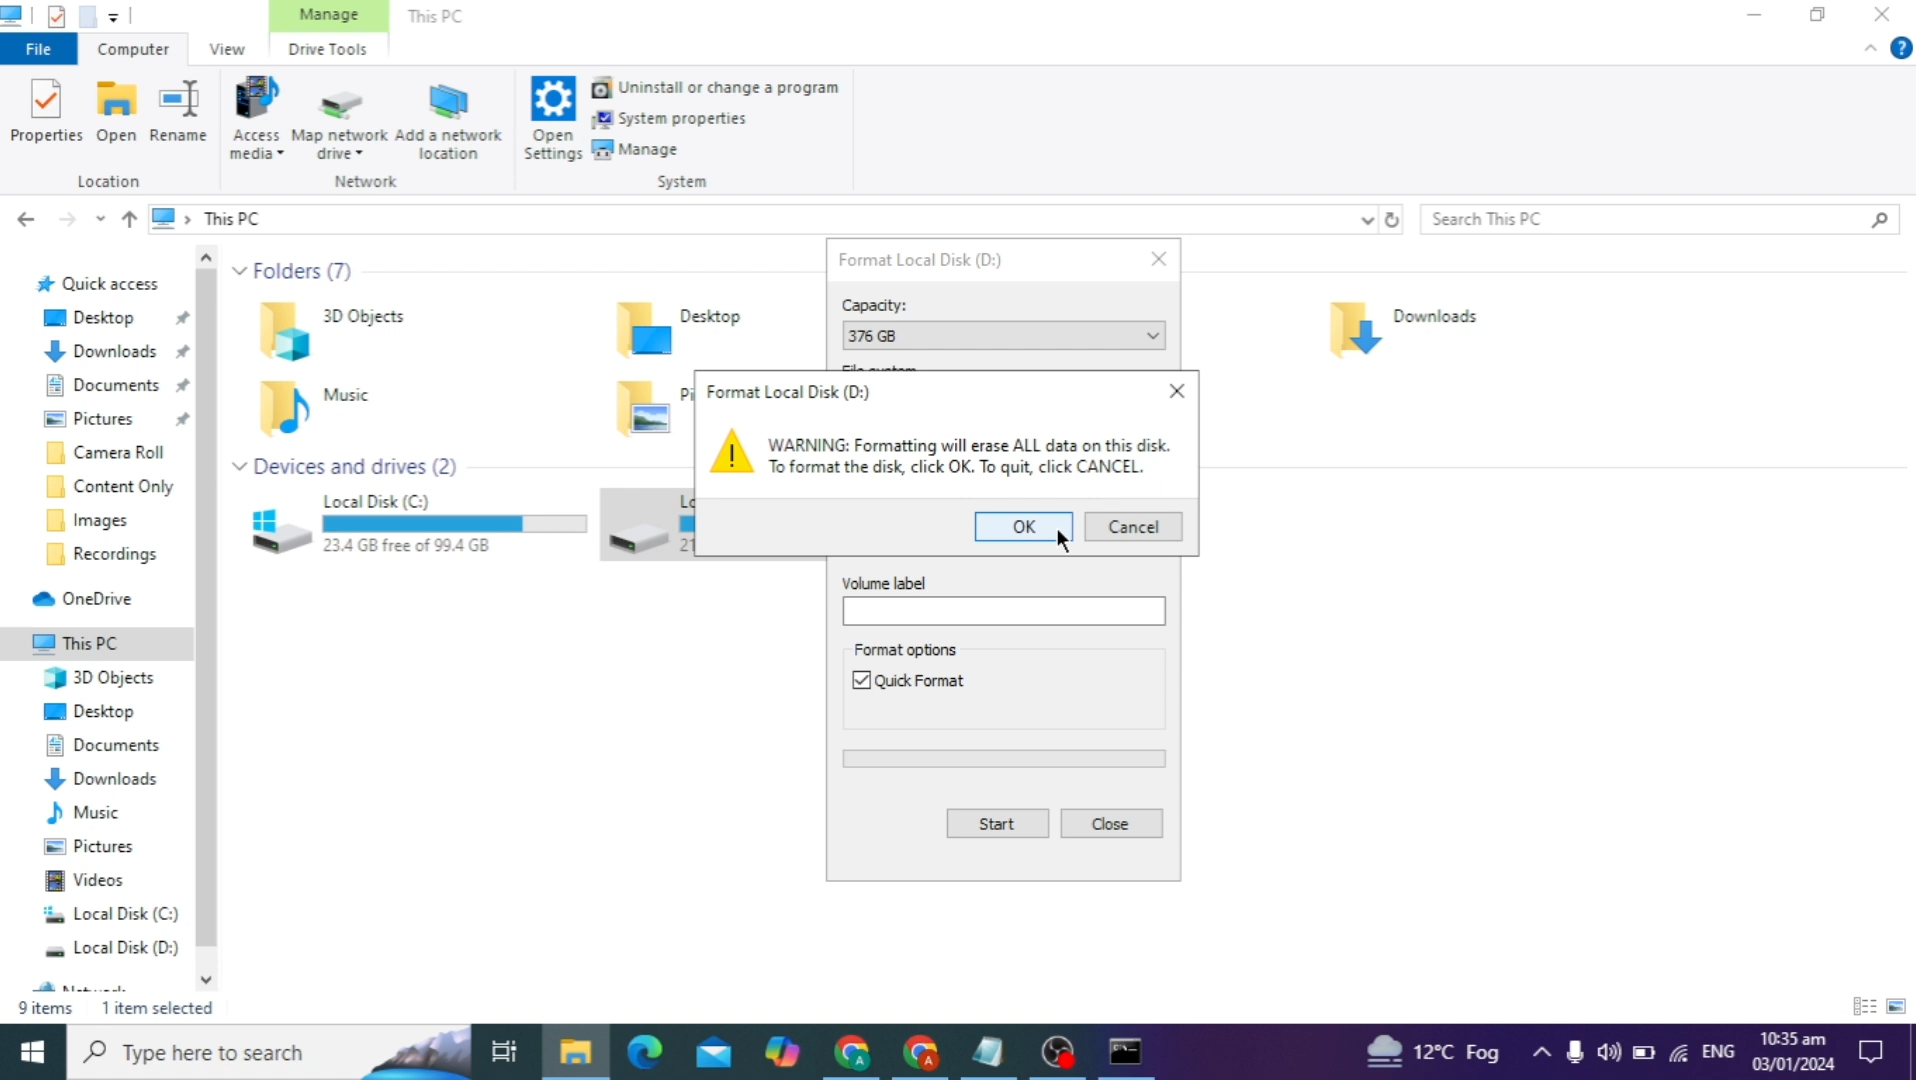 Manage
This PC
File
Computer
View
Drive Tools
Properties
Open
Rename
Access media
Map network drive
Add a network location
Open Settings
Uninstall or change a program
System properties
Manage
Location
Network
System
This PC
Search This PC
Quick access
Desktop
Downloads
Documents
Pictures
Camera Roll
Content Only
Images
Recordings
OneDrive
This PC
3D Objects
Desktop
Documents
Downloads
Music
Pictures
Videos
Local Disk (C:)
Local Disk (D:)
Folders (7)
3D Objects
Desktop
Downloads
Music
Devices and drives (2)
Local Disk (C:)
23.4 GB free of 99.4 GB
Format Local Disk (D:)
Capacity:
376 GB
Format Local Disk (D:)
WARNING: Formatting will erase ALL data on this disk.
To format the disk, click OK. To quit, click CANCEL.
OK
Cancel
Volume label
Format options
Quick Format
Start
Close
9 items
1 item selected
Type here to search
12°C Fog
ENG
10:35 am
03/01/2024